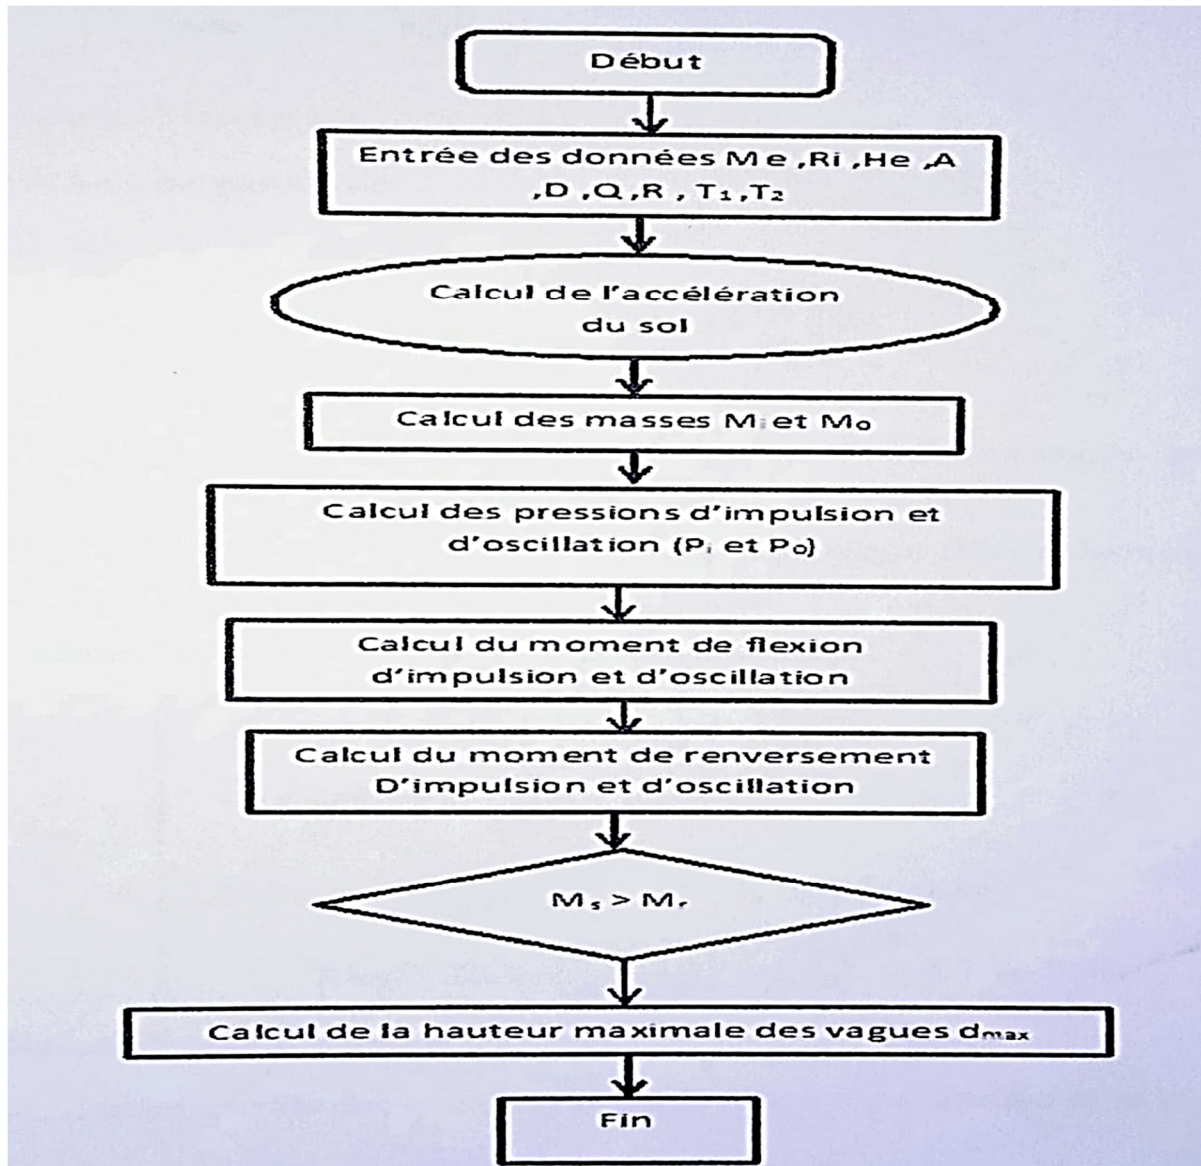 Début
Entrée des données Me ,Ri ,He ,A
,D ,Q ,R , T₁ ,T₂
Calcul de l'accélération
du sol
Calcul des masses Mᵢ et Mₒ
Calcul des pressions d'impulsion et
d'oscillation (Pᵢ et Pₒ)
Calcul du moment de flexion
d'impulsion et d'oscillation
Calcul du moment de renversement
D'impulsion et d'oscillation
Mₛ > Mᵣ
Calcul de la hauteur maximale des vagues dₘₐₓ
Fin